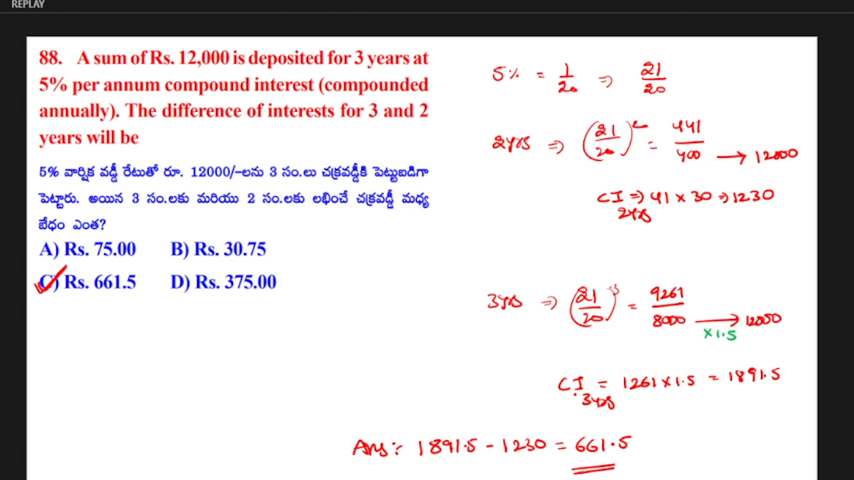 REPLAY
88. A sum of Rs. 12,000 is deposited for 3 years at
5% per annum compound interest (compounded
annually). The difference of interests for 3 and 2
years will be
5% వార్షిక వడ్డీ రేటుతో రూ. 12000/-లను 3 సం.లు చక్రవడ్డీకి పెట్టుబడిగా
పెట్టారు. అయిన 3 సం.లకు మరియు 2 సం.లకు లభించే చక్రవడ్డీ మధ్య
బేధం ఎంత?
A) Rs. 75.00 B) Rs. 30.75
C) Rs. 661.5 D) Rs. 375.00
5% = 1/20 ⇒ 21/20
2yrs ⇒ (21/20)² = 441/400 → 12000
CI ⇒ 41 × 30 ⇒ 1230
2yrs
3yrs ⇒ (21/20)³ = 9261/8000 → 12000
×1.5
CI = 1261 × 1.5 = 1891.5
3yrs
Ans :- 1891.5 - 1230 = 661.5